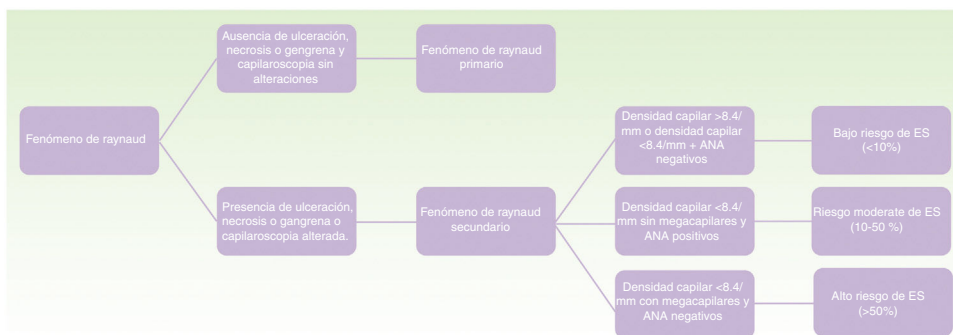 Fenómeno de raynaud
Ausencia de ulceración,
necrosis o gengrena y
capilaroscopia sin
alteraciones
Fenómeno de raynaud
primario
Presencia de ulceración,
necrosis o gangrena o
capilaroscopia alterada.
Fenómeno de raynaud
secundario
Densidad capilar >8.4/
mm o densidad capilar
<8.4/mm + ANA
negativos
Bajo riesgo de ES
(<10%)
Densidad capilar <8.4/
mm sin megacapilares y
ANA positivos
Riesgo moderate de ES
(10-50 %)
Densidad capilar <8.4/
mm con megacapilares y
ANA negativos
Alto riesgo de ES
(>50%)